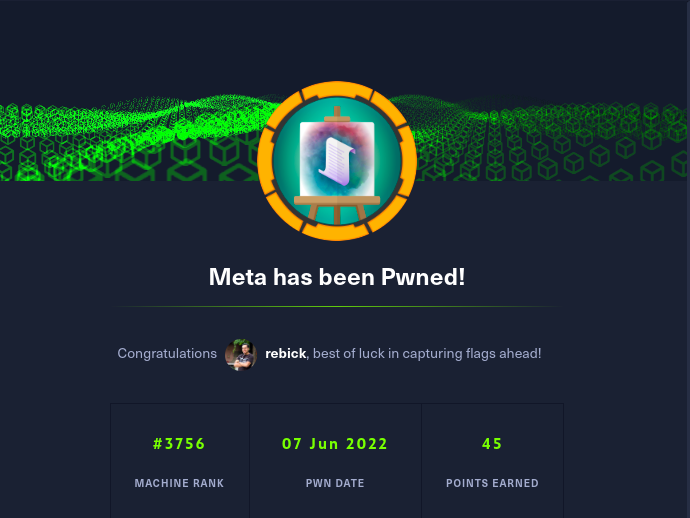 Meta has been Pwned!
Congratulations rebick, best of luck in capturing flags ahead!
#3756 07 Jun 2022 45
MACHINE RANK PWN DATE POINTS EARNED